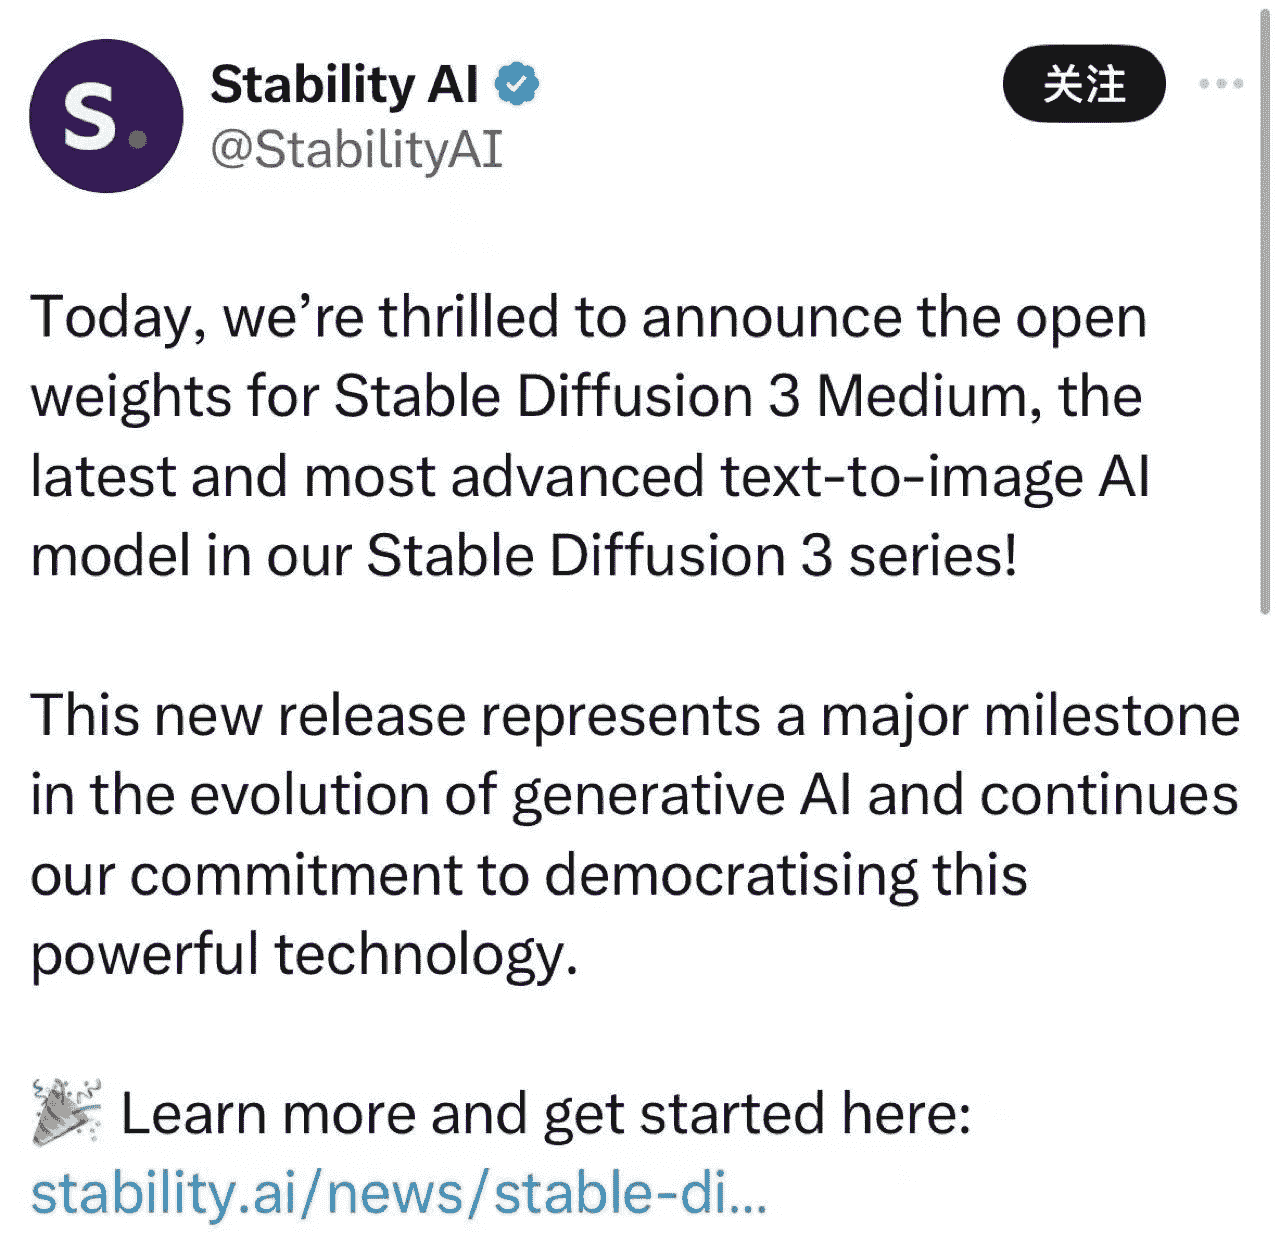 S.
Stability AI
关注
@StabilityAI
Today, we’re thrilled to announce the open
weights for Stable Diffusion 3 Medium, the
latest and most advanced text-to-image AI
model in our Stable Diffusion 3 series!
This new release represents a major milestone
in the evolution of generative AI and continues
our commitment to democratising this
powerful technology.
🎉 Learn more and get started here:
stability.ai/news/stable-di...